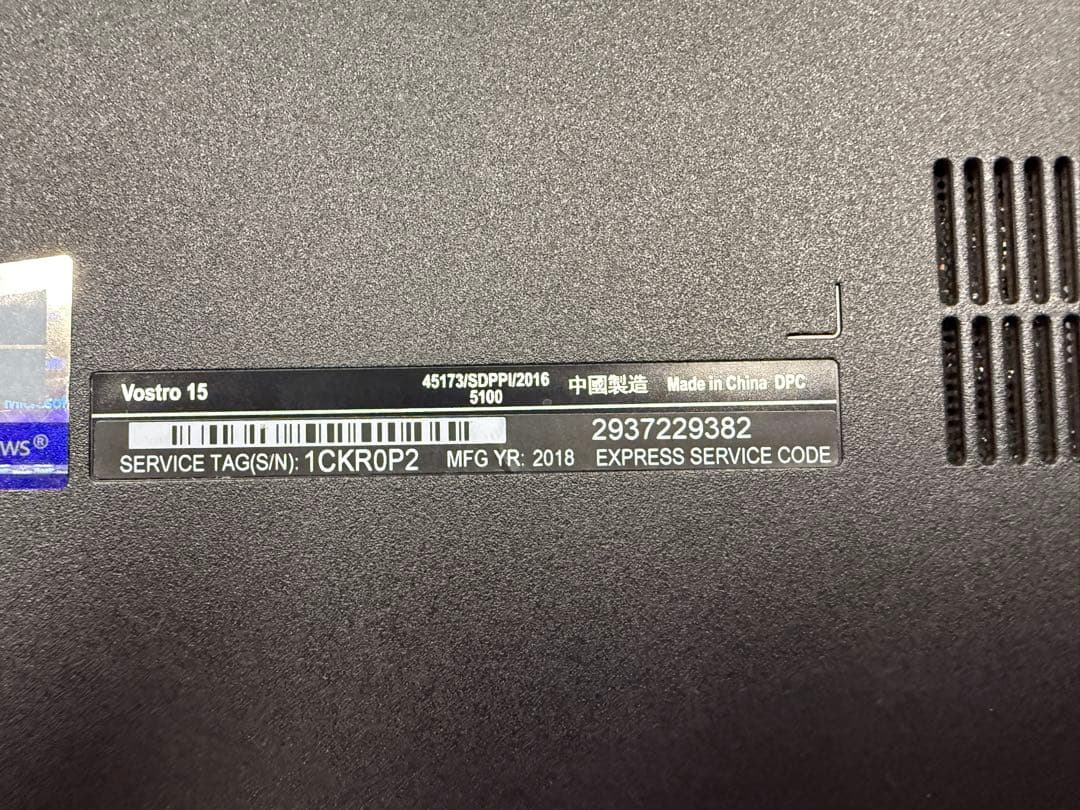 Vostro 15
45173/SDPPI/2016
5100
中國製造 Made in China DPC
2937229382
SERVICE TAG(S/N): 1CKR0P2 MFG YR: 2018 EXPRESS SERVICE CODE
Microsoft
ws®